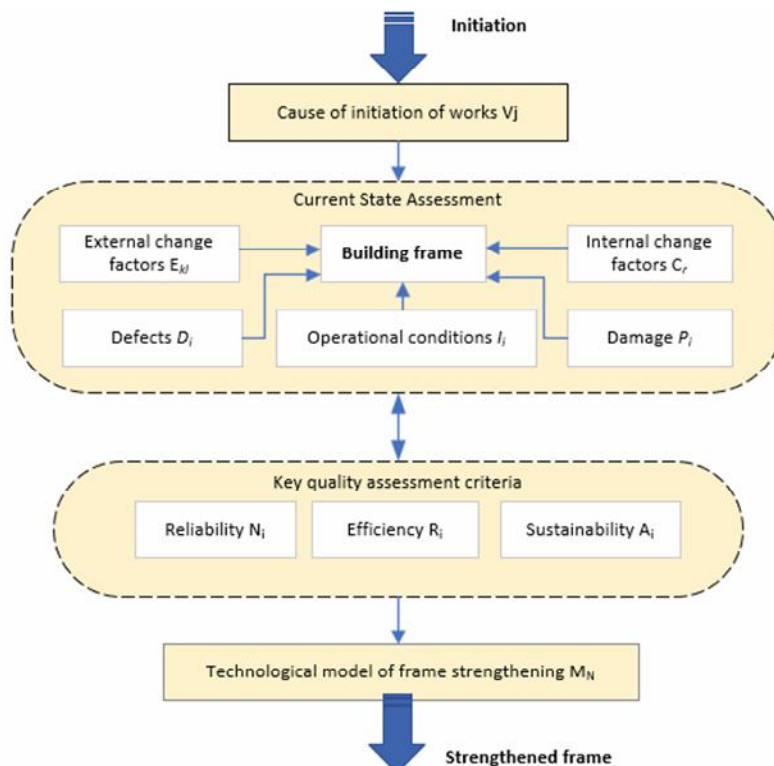 Initiation
Cause of initiation of works Vj
Current State Assessment
External change
factors E𝑘𝑙
Building frame
Internal change
factors C𝑟
Defects D𝑖
Operational conditions I𝑖
Damage P𝑖
Key quality assessment criteria
Reliability Nᵢ
Efficiency Rᵢ
Sustainability Aᵢ
Technological model of frame strengthening M_N
Strengthened frame